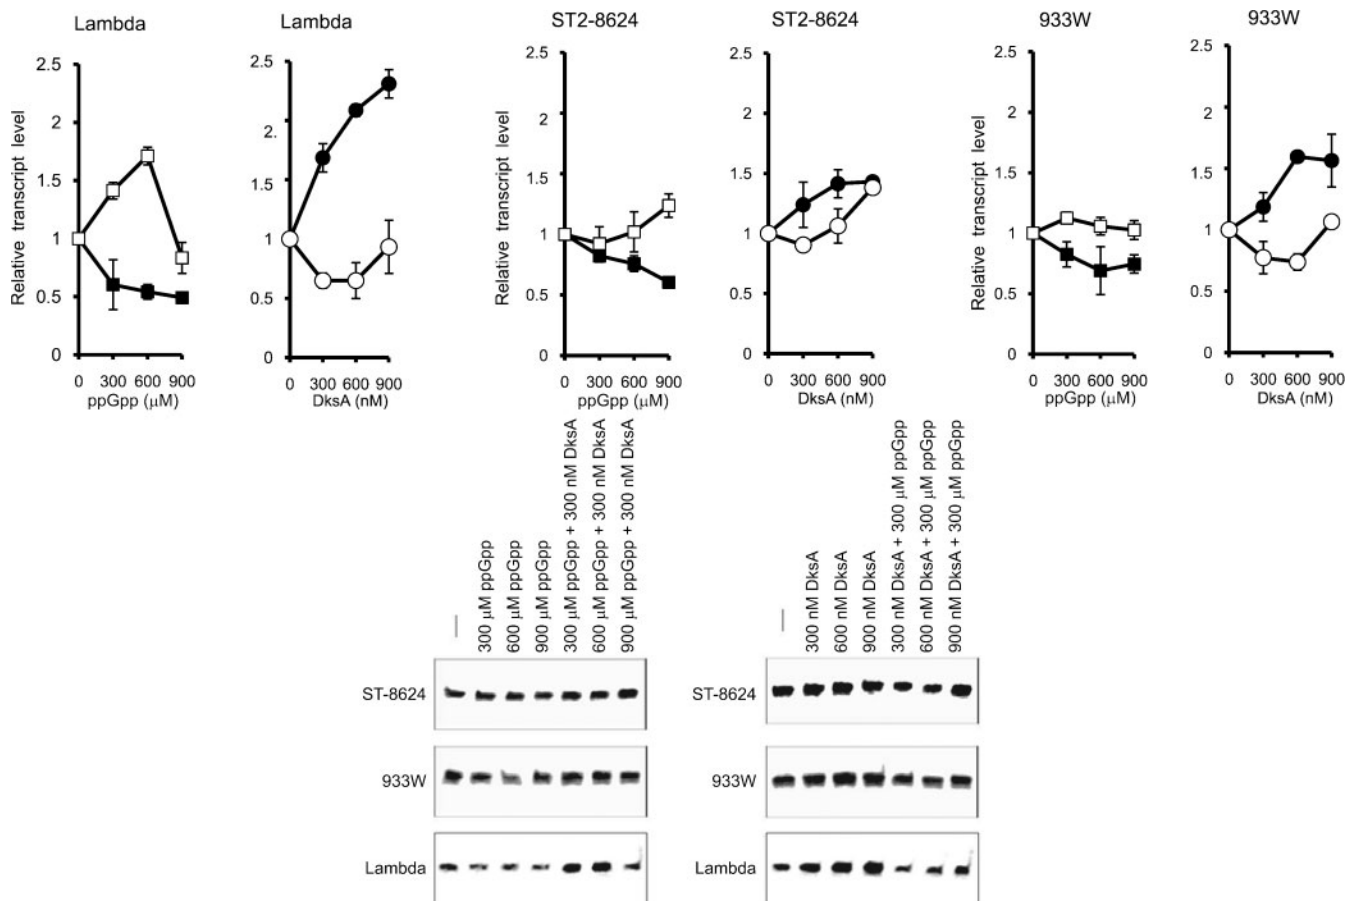 Lambda
Lambda
ST2-8624
ST2-8624
933W
933W
Relative transcript level
2.5
2
1.5
1
0.5
0
0 300 600 900
ppGpp (μM)
2.5
2.
1.5
1
0.5
0
0 300 600 900
DksA (nM)
Relative transcript level
2.5
2
1.5
1
0.5
0
0 300 600 900
ppGpp (μM)
2.5
2
1.5
1
0.5
0
0 300 600 900
DksA (nM)
Relative transcript level
2.5
2
1.5
1
0.5
0
0 300 600 900
ppGpp (μM)
2.5
2
1.5
1
0.5
0
0 300 600 900
DksA (nM)
—
300 μM ppGpp
600 μM ppGpp
900 μM ppGpp
300 μM ppGpp + 300 nM DksA
600 μM ppGpp + 300 nM DksA
900 μM ppGpp + 300 nM DksA
—
300 nM DksA
600 nM DksA
900 nM DksA
300 nM DksA + 300 μM ppGpp
600 nM DksA + 300 μM ppGpp
900 nM DksA + 300 μM ppGpp
ST-8624
933W
Lambda
ST-8624
933W
Lambda